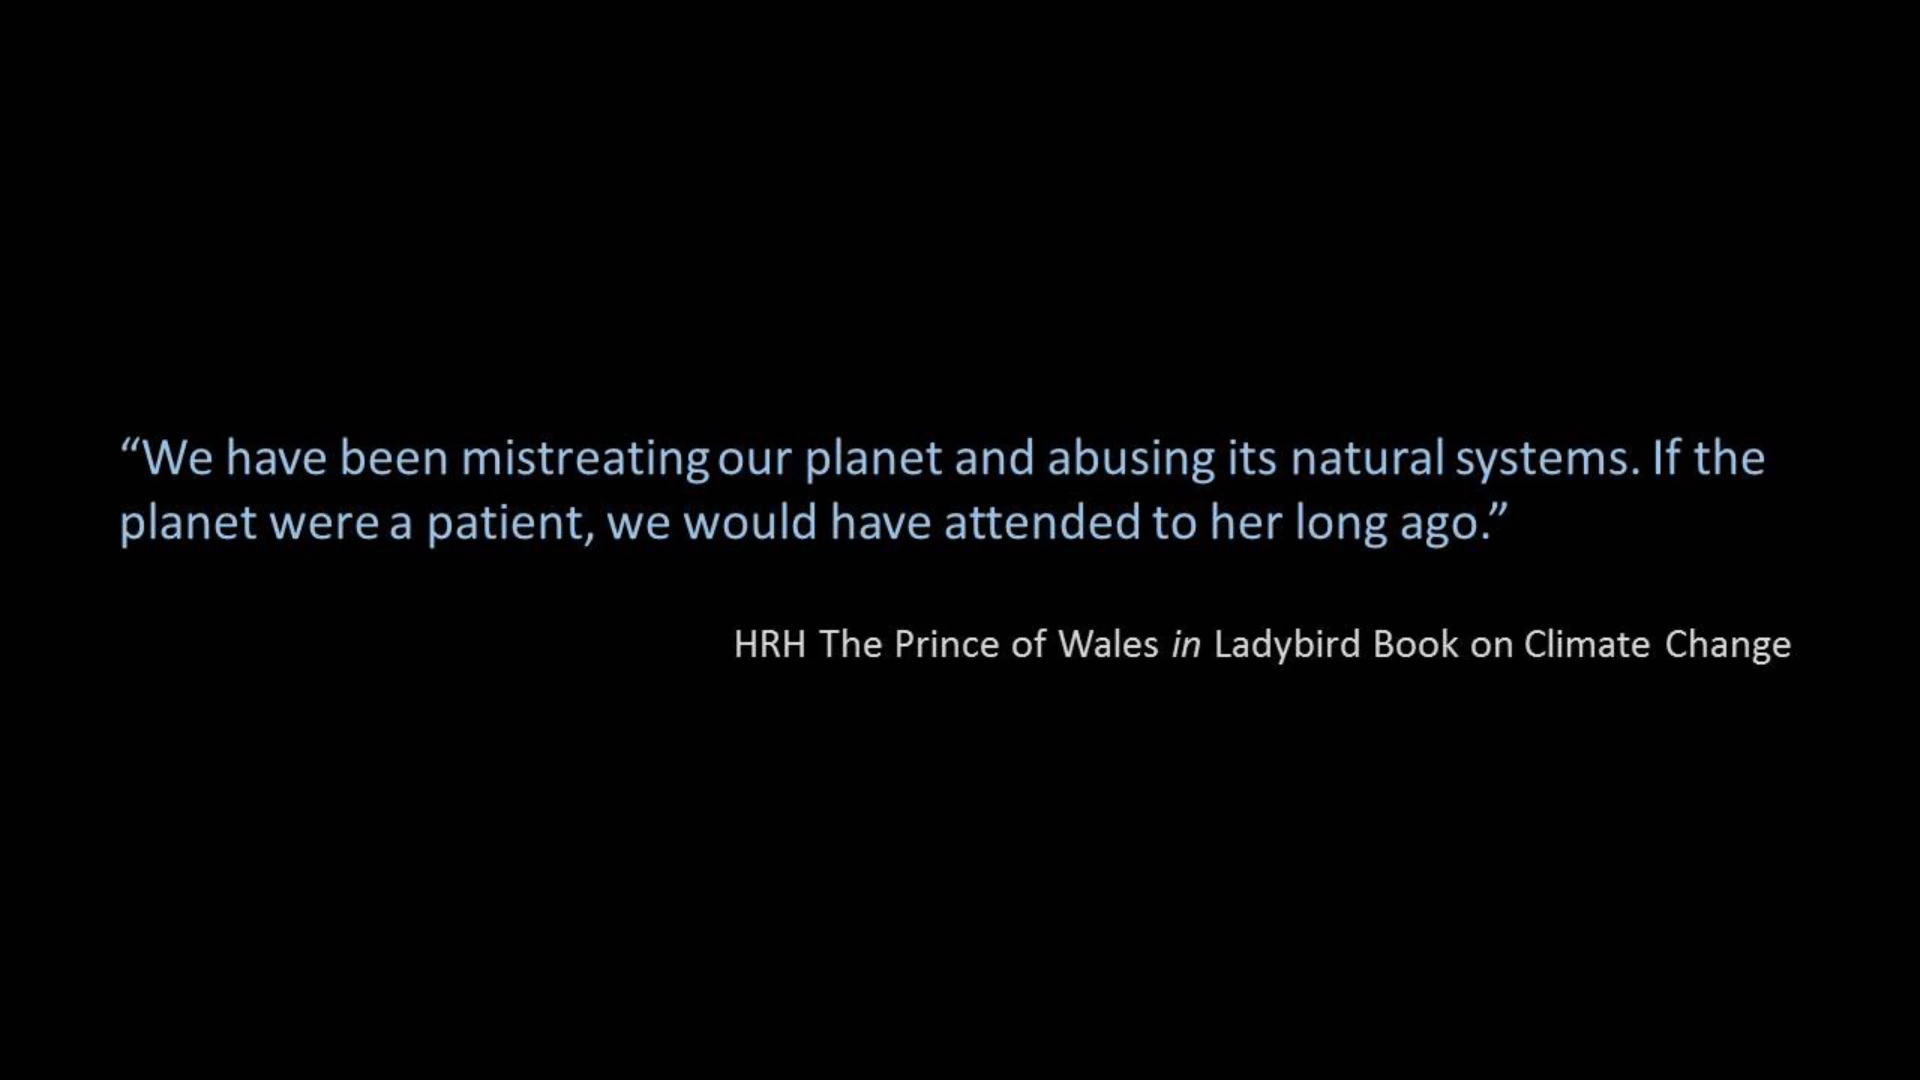 “We have been mistreating our planet and abusing its natural systems. If the
planet were a patient, we would have attended to her long ago.”
HRH The Prince of Wales in Ladybird Book on Climate Change